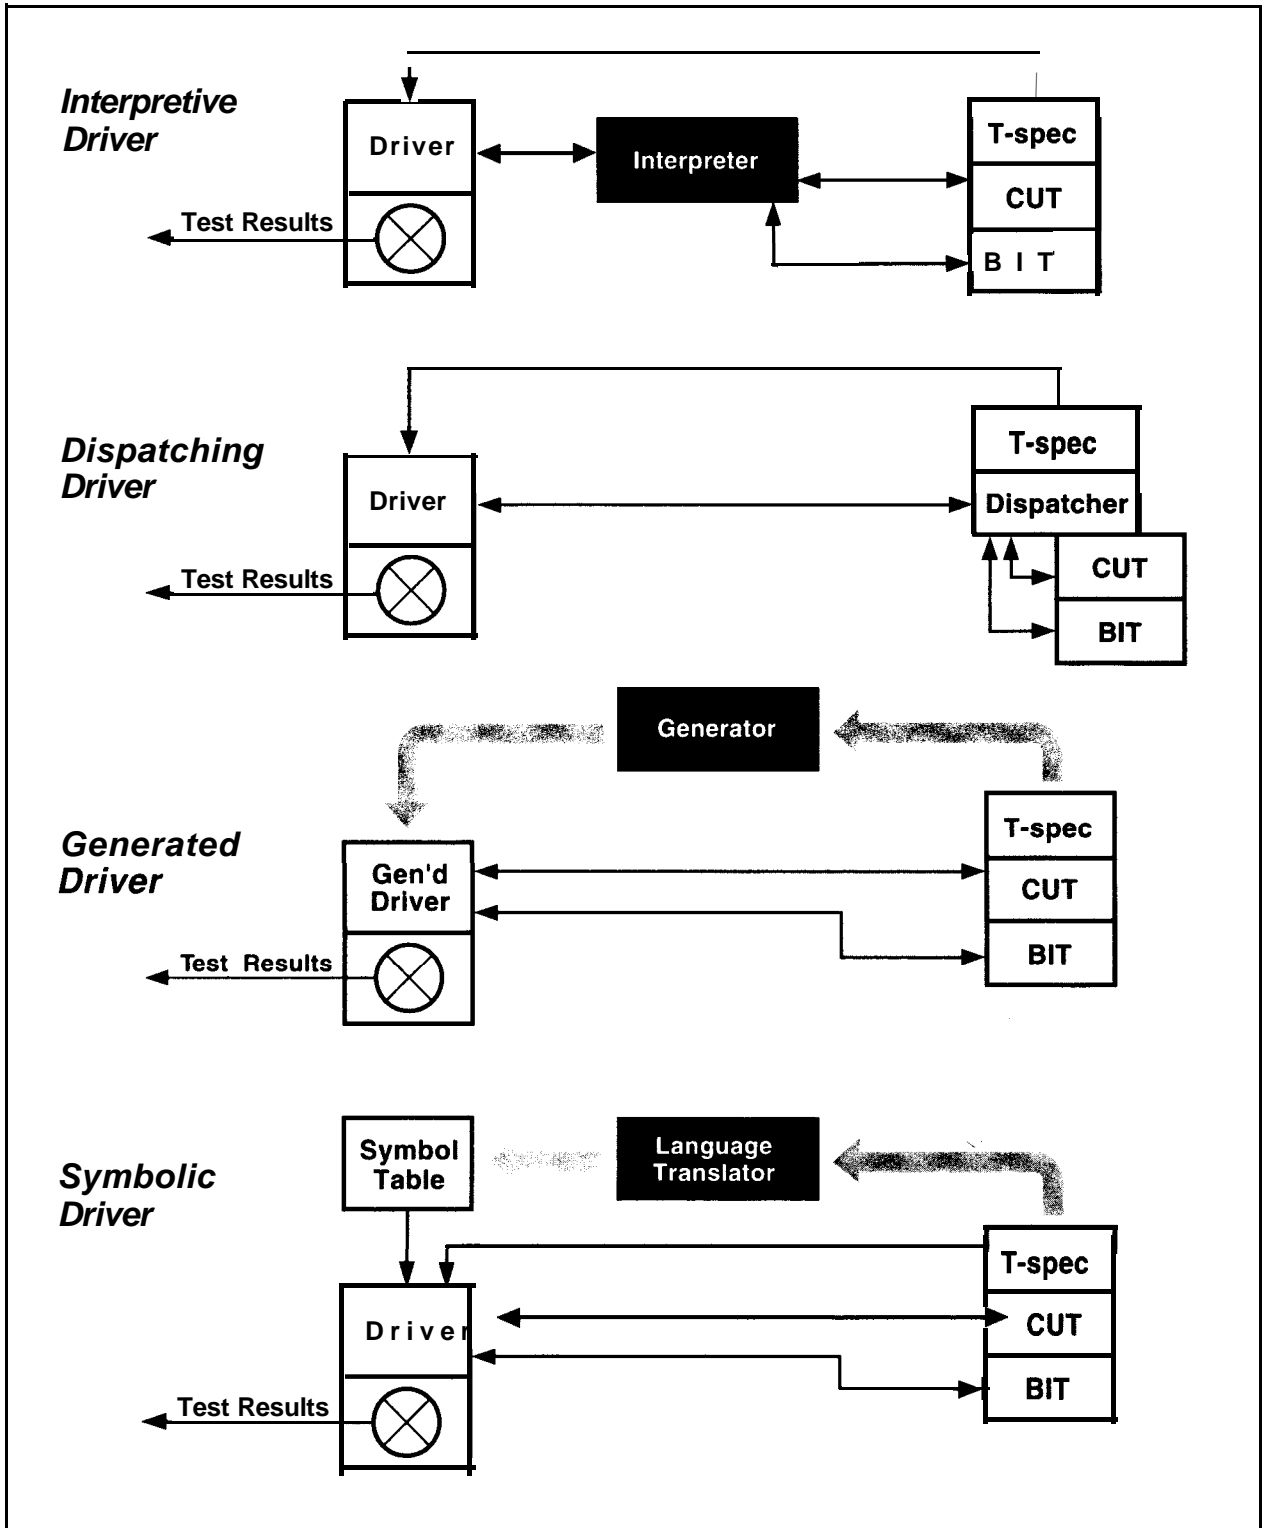 Interpretive
Driver
Driver
Interpreter
T-spec
CUT
BIT
Test Results
Dispatching
Driver
Driver
T-spec
Dispatcher
CUT
BIT
Test Results
Generator
Generated
Driver
Gen'd
Driver
T-spec
CUT
BIT
Test Results
Symbol
Table
Language
Translator
Symbolic
Driver
Driver
T-spec
CUT
BIT
Test Results